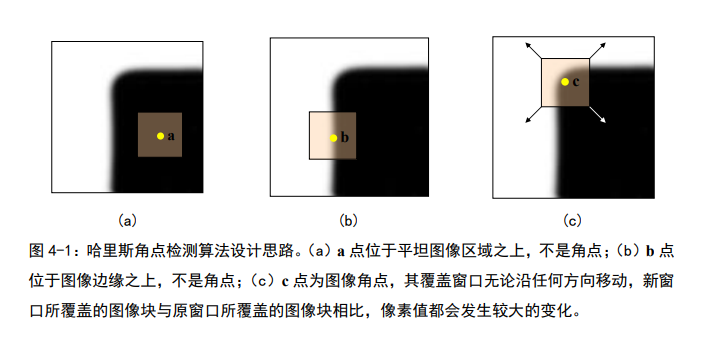 a
b
c
(a)
(b)
(c)
图 4-1：哈里斯角点检测算法设计思路。（a）a 点位于平坦图像区域之上，不是角点；（b）b 点
位于图像边缘之上，不是角点；（c）c 点为图像角点，其覆盖窗口无论沿任何方向移动，新窗
口所覆盖的图像块与原窗口所覆盖的图像块相比，像素值都会发生较大的变化。